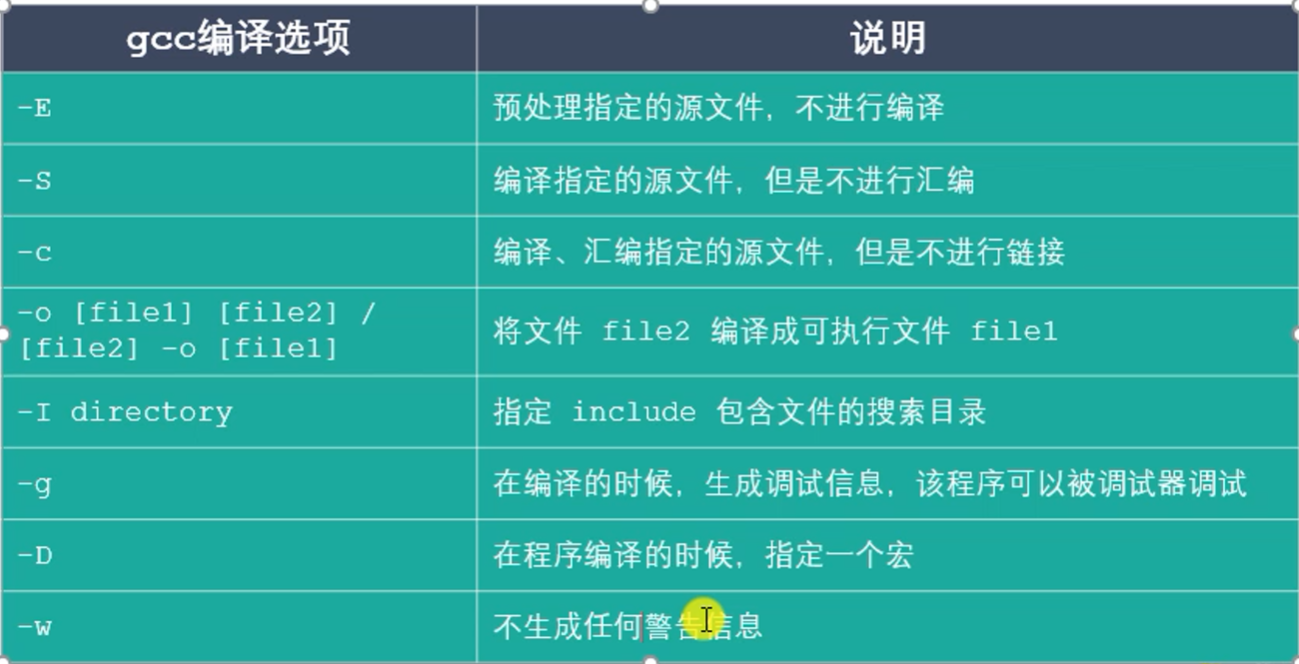 gcc编译选项 说明
-E 预处理指定的源文件，不进行编译
-S 编译指定的源文件，但是不进行汇编
-c 编译、汇编指定的源文件，但是不进行链接
-o [file1] [file2] /
[file2] -o [file1] 将文件 file2 编译成可执行文件 file1
-I directory 指定 include 包含文件的搜索目录
-g 在编译的时候，生成调试信息，该程序可以被调试器调试
-D 在程序编译的时候，指定一个宏
-w 不生成任何警告信息